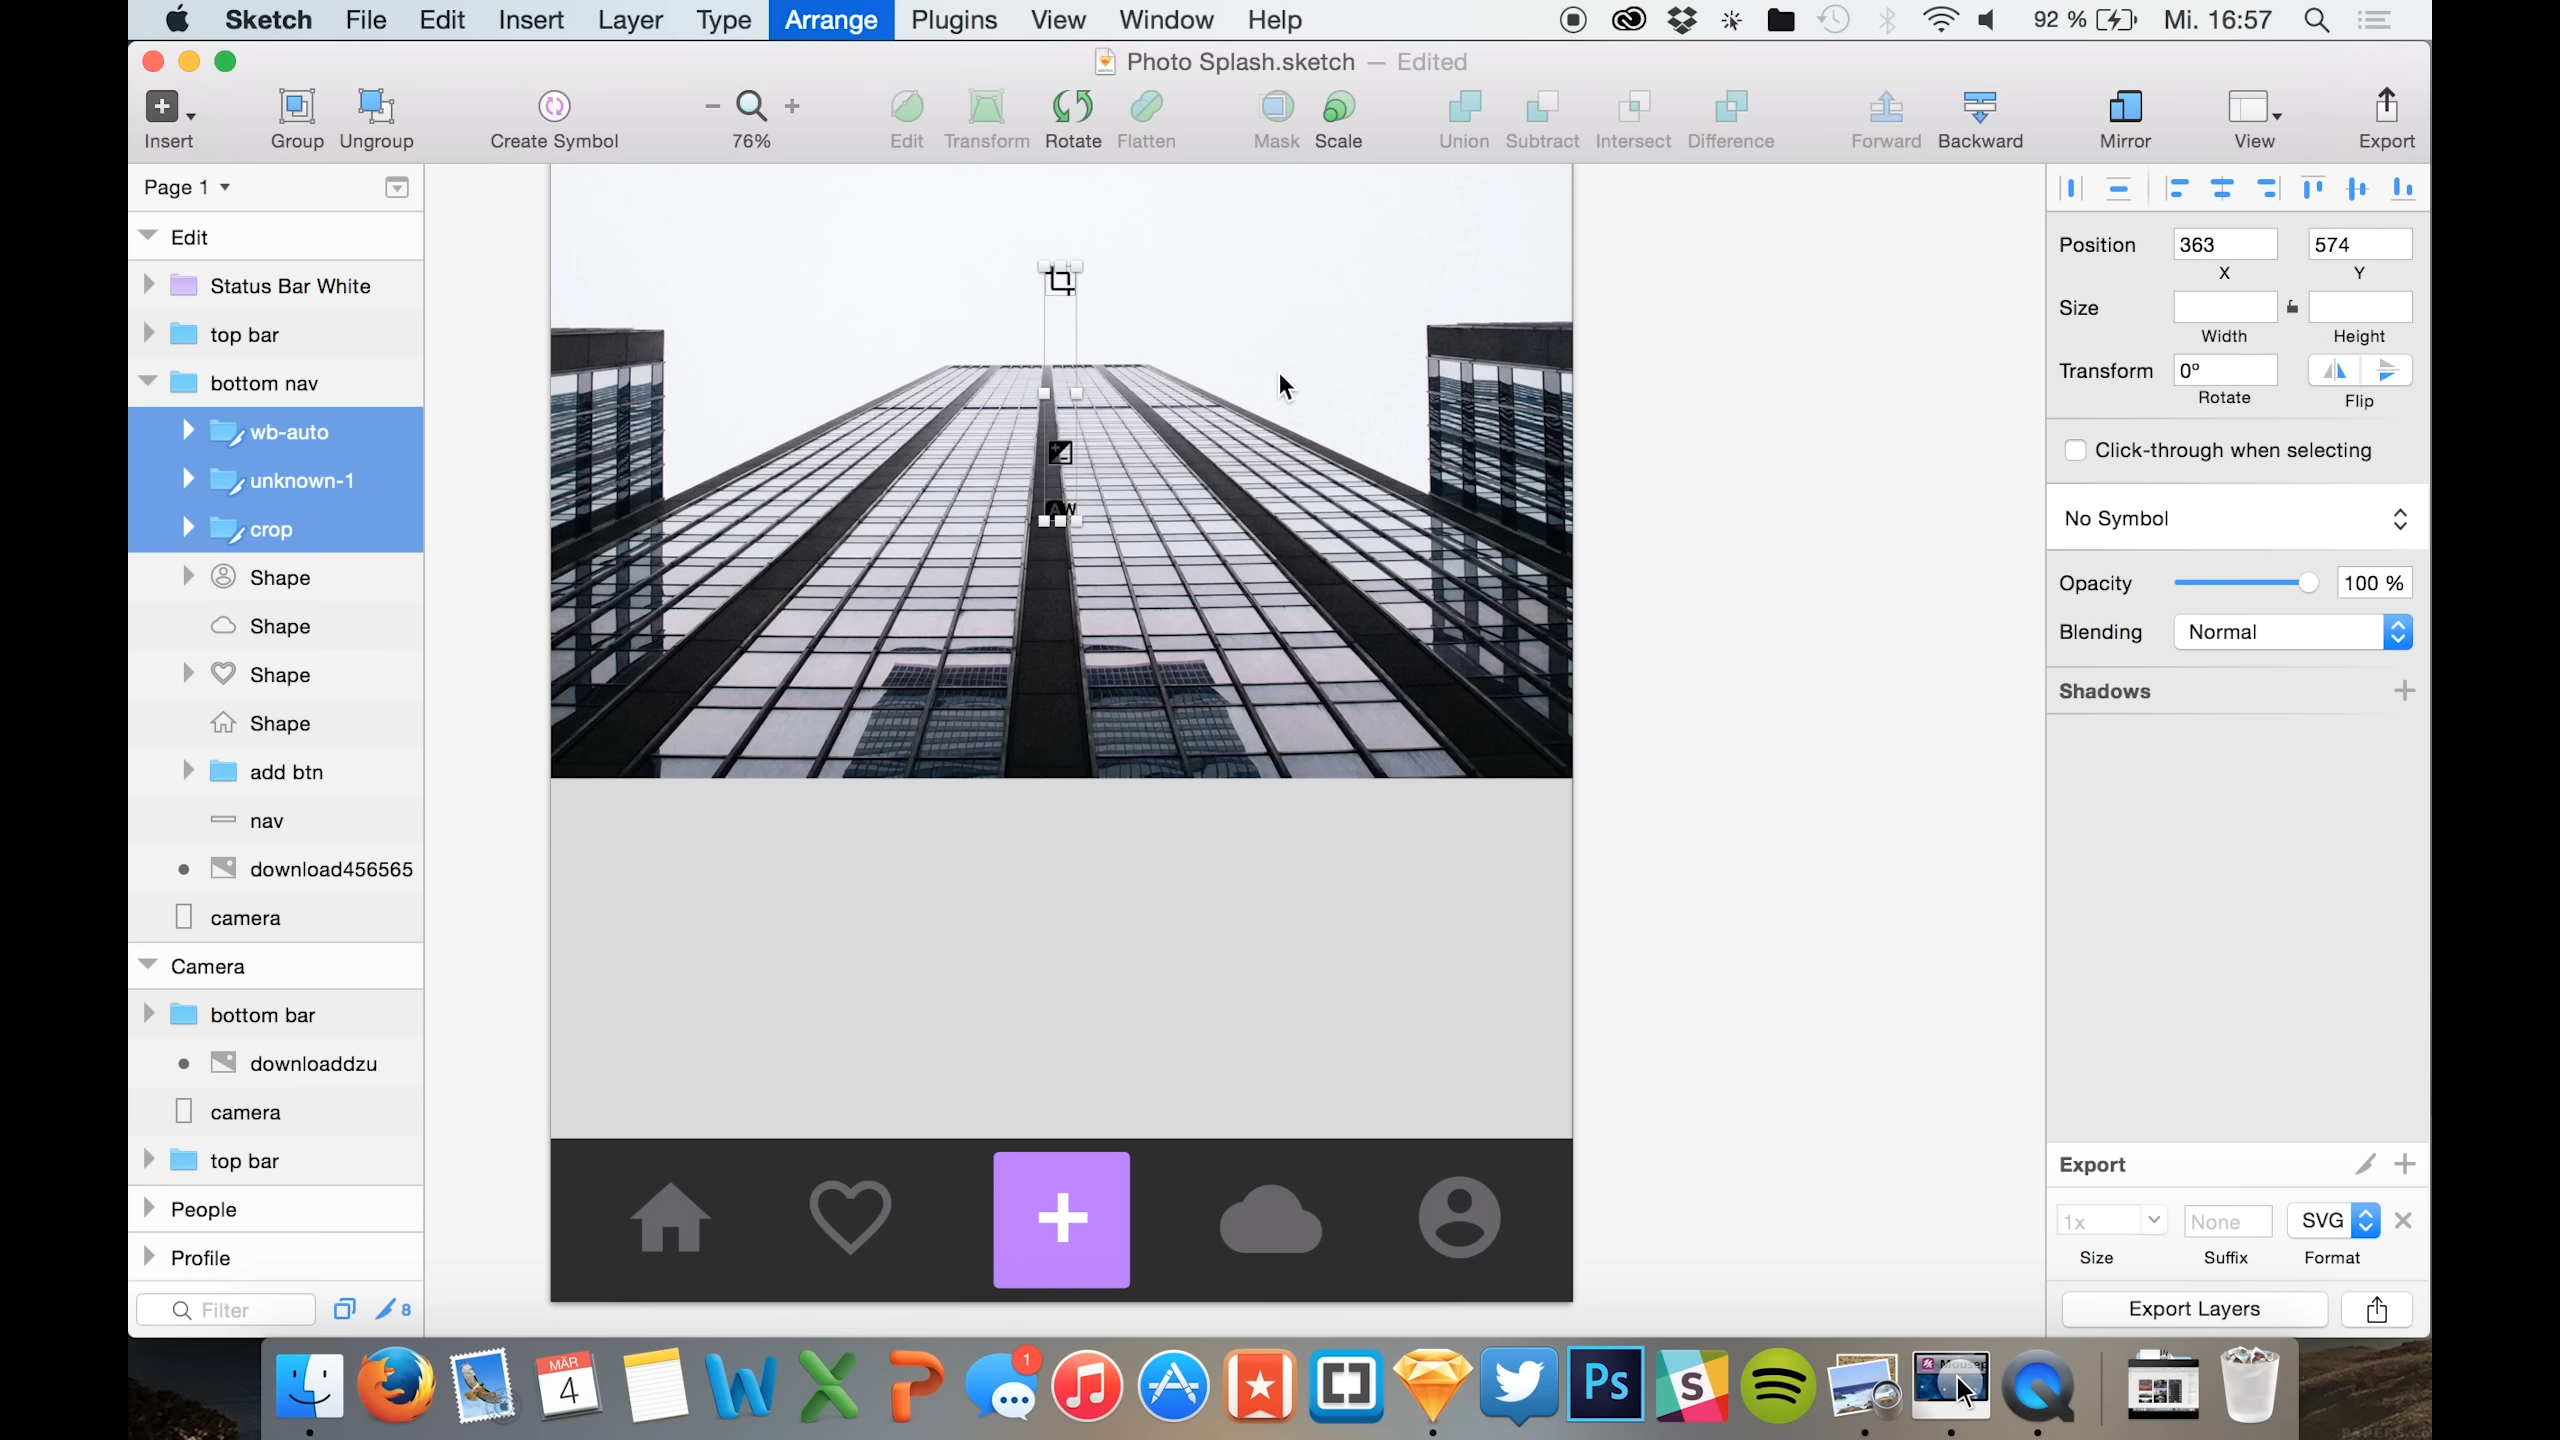 Sketch File Edit Insert Layer Type Arrange Plugins View Window Help 92 % Mi. 16:57
Photo Splash.sketch — Edited
Insert Group Ungroup Create Symbol 76% Edit Transform Rotate Flatten Mask Scale Union Subtract Intersect Difference Forward Backward Mirror View Export
Page 1
Edit
Status Bar White
top bar
bottom nav
wb-auto
unknown-1
crop
Shape
Shape
Shape
Shape
add btn
nav
download456565
camera
Camera
bottom bar
downloaddzu
camera
top bar
People
Profile
Filter 8
AW
Position 363 574
X Y
Size
Width Height
Transform 0°
Rotate Flip
Click-through when selecting
No Symbol
Opacity 100 %
Blending Normal
Shadows
Export
1x None SVG
Size Suffix Format
Export Layers
MÄR
4
1
Ps
S